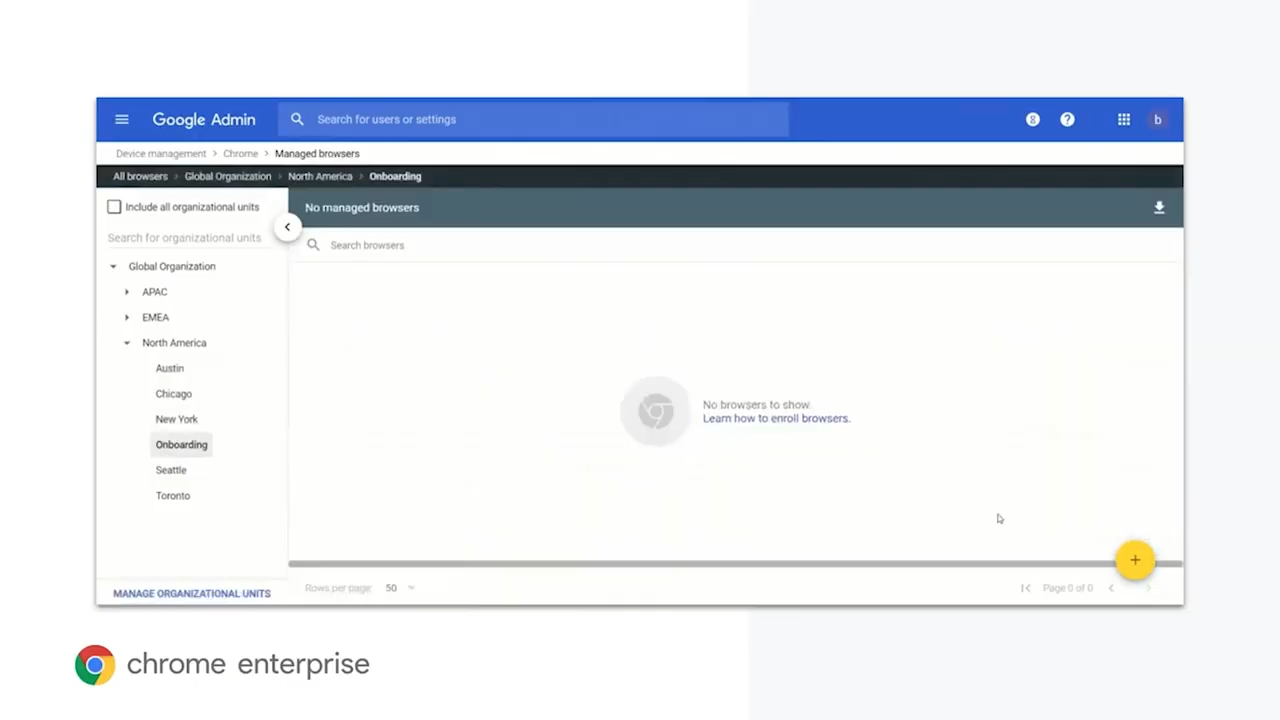 Google Admin
Search for users or settings
b
Device management > Chrome > Managed browsers
All browsers > Global Organization > North America > Onboarding
Include all organizational units
No managed browsers
Search for organizational units
Search browsers
Global Organization
APAC
EMEA
North America
Austin
Chicago
New York
Onboarding
Seattle
Toronto
No browsers to show.
Learn how to enroll browsers.
MANAGE ORGANIZATIONAL UNITS
Rows per page: 50
Page 0 of 0
chrome enterprise